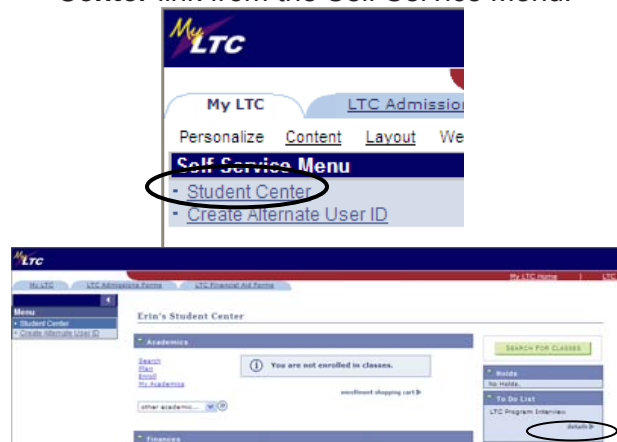 Center link from the Self Service Menu.
My LTC
My LTC LTC Admission
Personalize Content Layout We
Self Service Menu
Student Center
Create Alternate User ID
My LTC
My LTC Home | LTC
My LTC LTC Admissions Forms LTC Financial Aid Forms
Menu
Student Center
Create Alternate User ID
Erin's Student Center
Academics
Search
Plan
Enroll
My Academics
You are not enrolled in classes.
enrollment shopping cart
other academic...
Finances
SEARCH FOR CLASSES
Holds
No Holds.
To Do List
LTC Program Interview
details